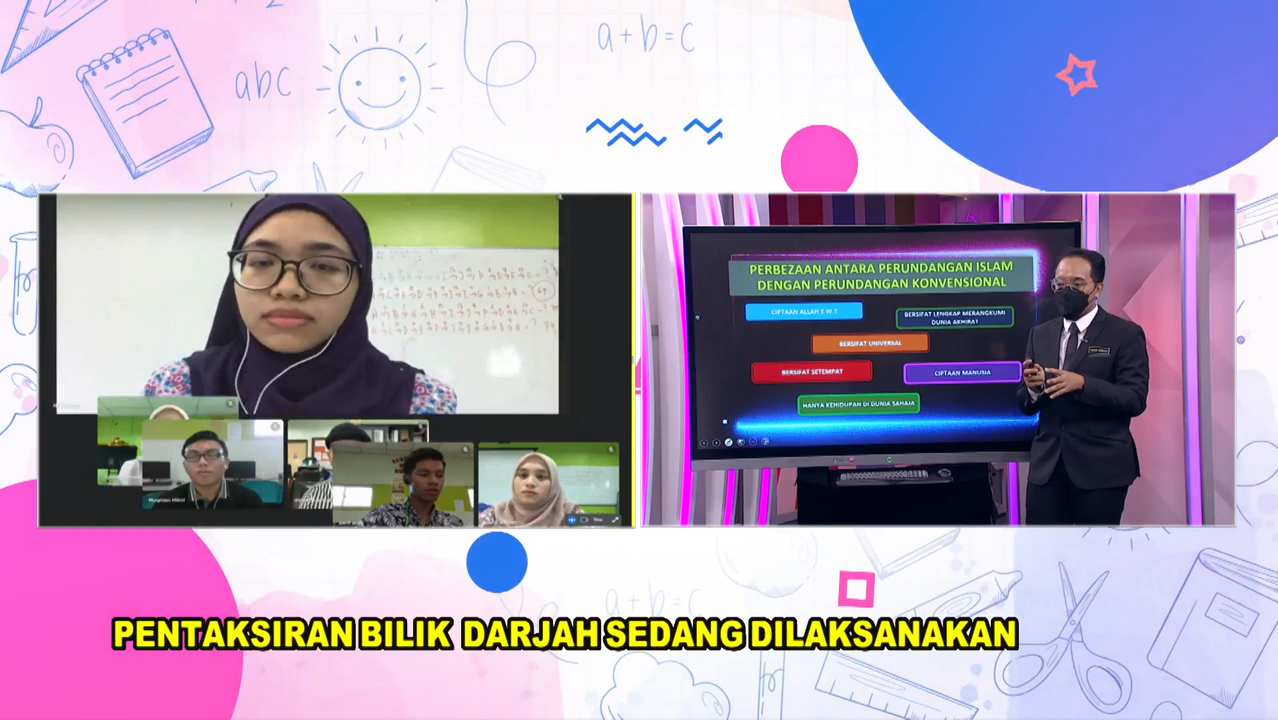 a+b=c
abc
PERBEZAAN ANTARA PERUNDANGAN ISLAM
DENGAN PERUNDANGAN KONVENSIONAL
CIPTAAN ALLAH S.W.T
BERSIFAT LENGKAP MERANGKUMI
DUNIA AKHIRAT
BERSIFAT UNIVERSAL
BERSIFAT SETEMPAT
CIPTAAN MANUSIA
HANYA KEHIDUPAN DI DUNIA SAHAJA
a+b=c
PENTAKSIRAN BILIK DARJAH SEDANG DILAKSANAKAN